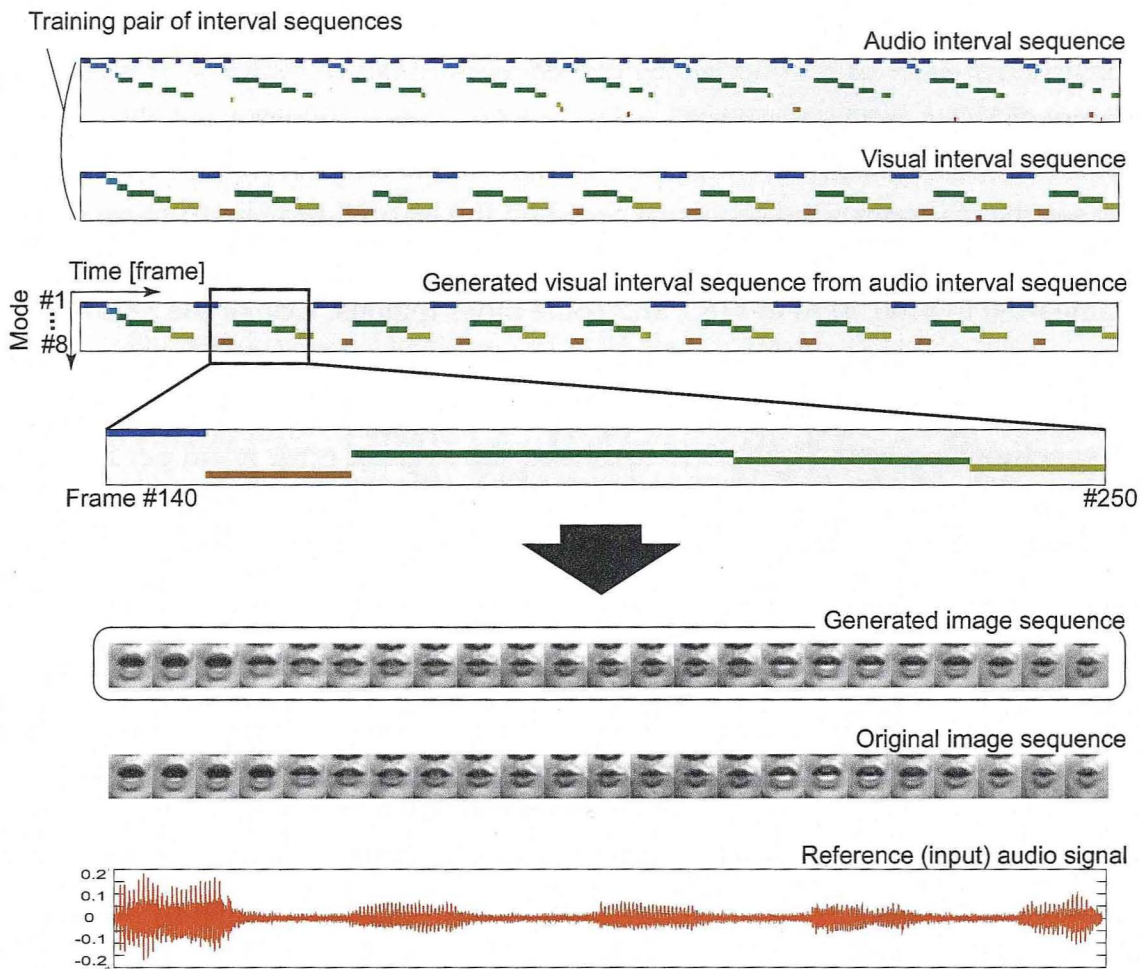 Training pair of interval sequences
Audio interval sequence
Visual interval sequence
Time [frame]
Generated visual interval sequence from audio interval sequence
Mode
#1
#8
Frame #140
#250
Generated image sequence
Original image sequence
Reference (input) audio signal
0.2
0.1
0
-0.1
-0.2